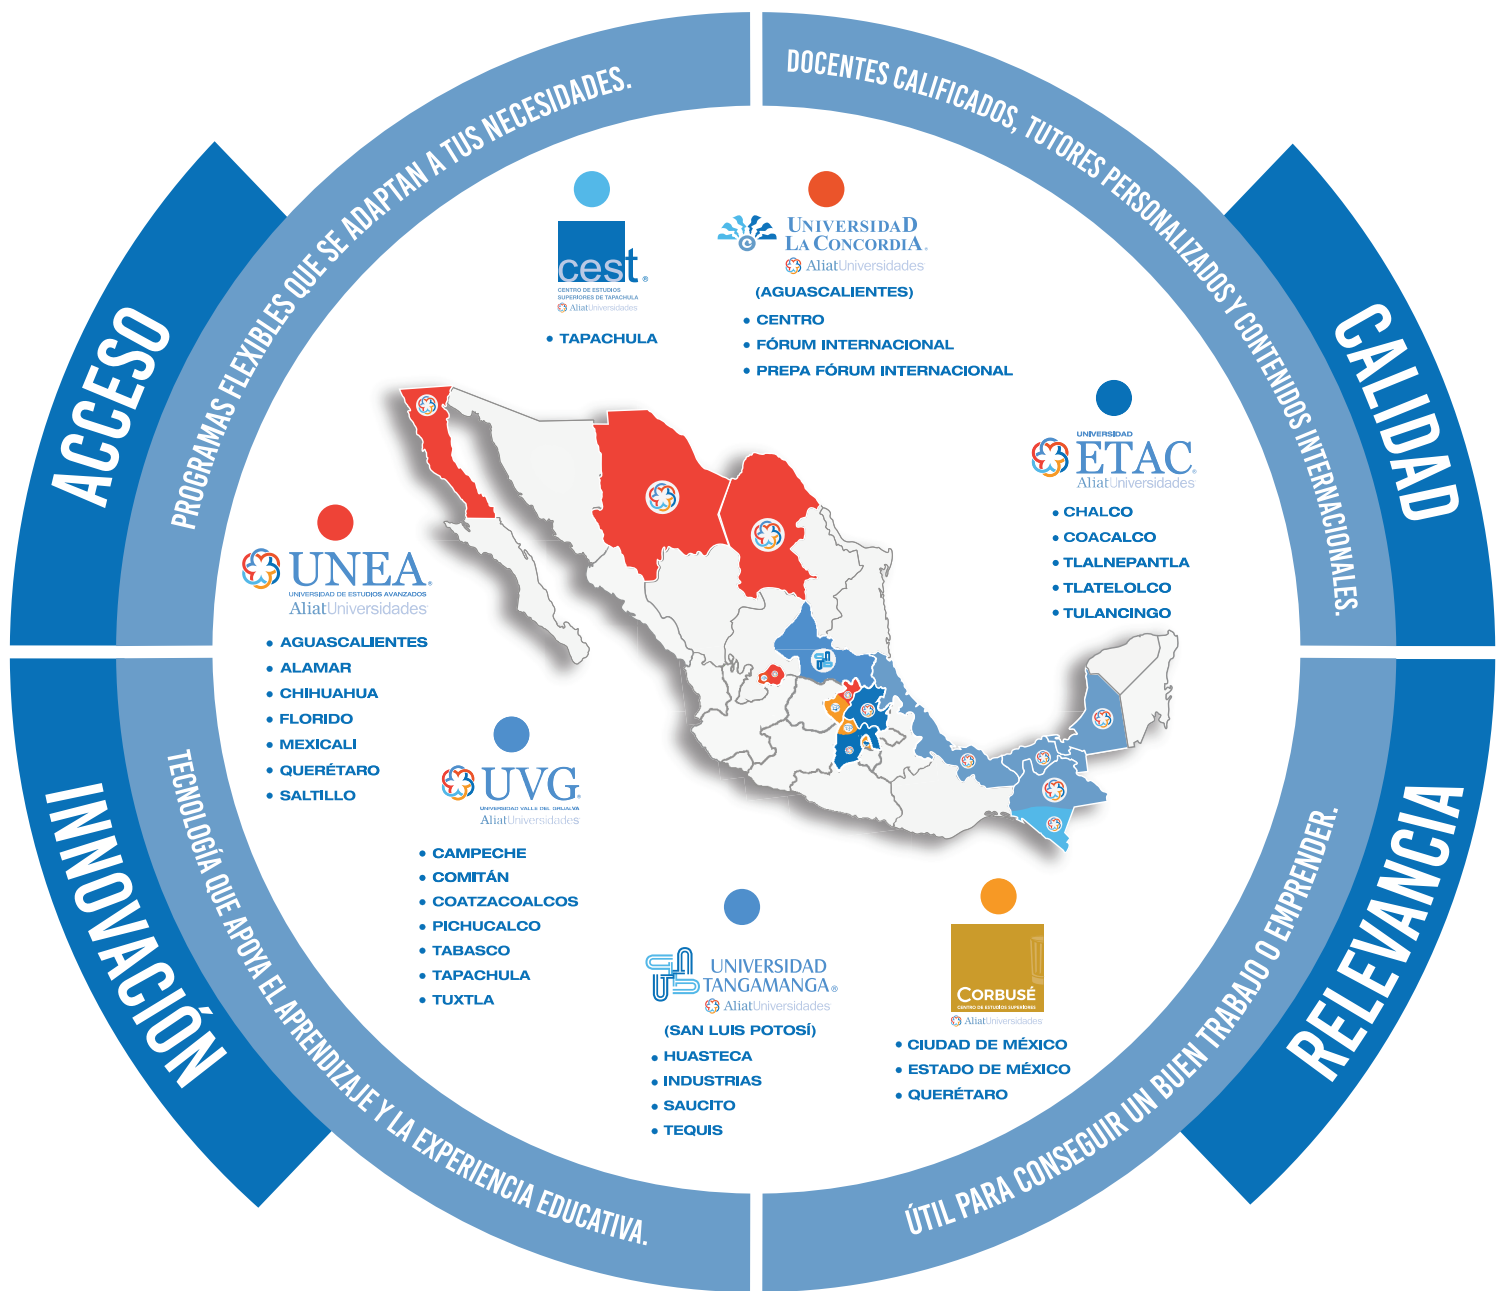 ACCESO
PROGRAMAS FLEXIBLES QUE SE ADAPTAN A TUS NECESIDADES.
CALIDAD
DOCENTES CALIFICADOS, TUTORES PERSONALIZADOS Y CONTENIDOS INTERNACIONALES.
cest®
CENTRO DE ESTUDIOS
SUPERIORES DE TAPACHULA
AliatUniversidades
• TAPACHULA
UNIVERSIDAD
LA CONCORDIA®
AliatUniversidades
(AGUASCALIENTES)
• CENTRO
• FÓRUM INTERNACIONAL
• PREPA FÓRUM INTERNACIONAL
UNIVERSIDAD
ETAC
AliatUniversidades
• CHALCO
• COACALCO
• TLALNEPANTLA
• TLATELOLCO
• TULANCINGO
UNEA®
UNIVERSIDAD DE ESTUDIOS AVANZADOS
AliatUniversidades
• AGUASCALIENTES
• ALAMAR
• CHIHUAHUA
• FLORIDO
• MEXICALI
• QUERÉTARO
• SALTILLO
UVG
UNIVERSIDAD VALLE DEL GRIJALVA
AliatUniversidades
• CAMPECHE
• COMITÁN
• COATZACOALCOS
• PICHUCALCO
• TABASCO
• TAPACHULA
• TUXTLA
UNIVERSIDAD
TANGAMANGA®
AliatUniversidades
(SAN LUIS POTOSÍ)
• HUASTECA
• INDUSTRIAS
• SAUCITO
• TEQUIS
CORBUSÉ
CENTRO DE ESTUDIOS SUPERIORES
AliatUniversidades
• CIUDAD DE MÉXICO
• ESTADO DE MÉXICO
• QUERÉTARO
INNOVACIÓN
TECNOLOGÍA QUE APOYA EL APRENDIZAJE Y LA EXPERIENCIA EDUCATIVA.
RELEVANCIA
ÚTIL PARA CONSEGUIR UN BUEN TRABAJO O EMPRENDER.